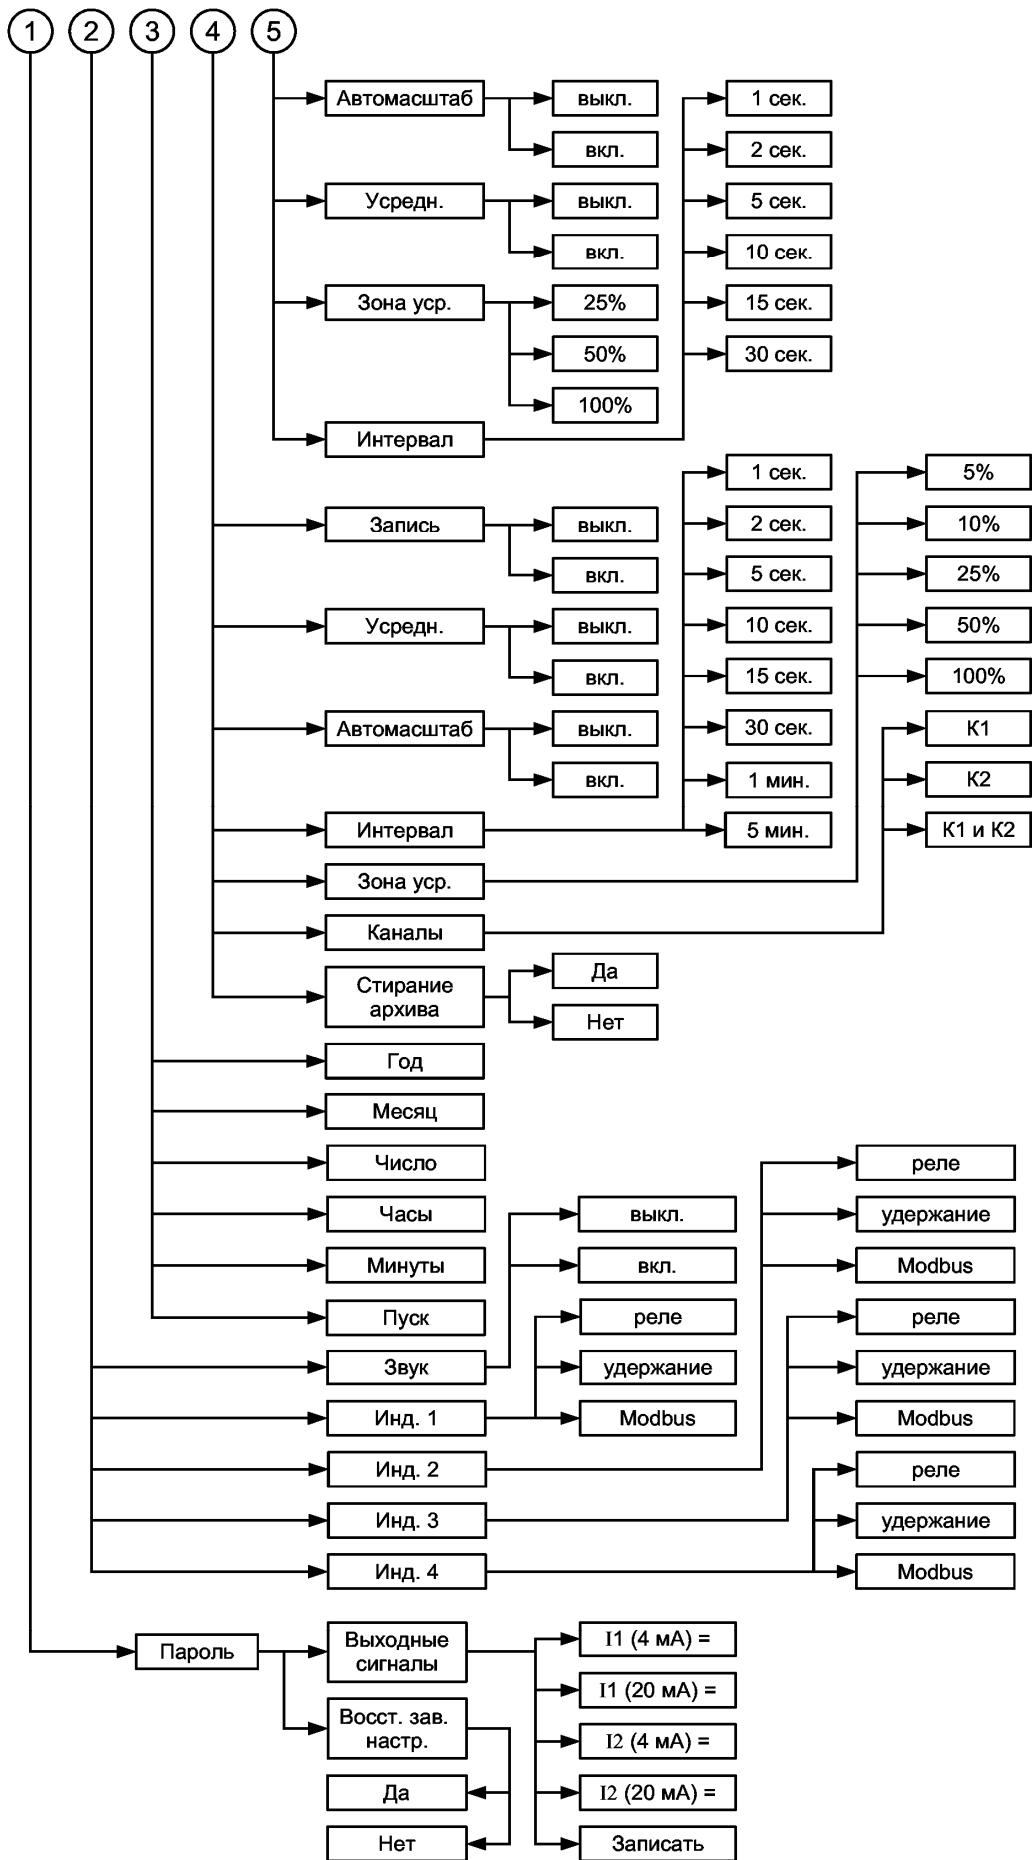 1 2 3 4 5
Автомасштаб выкл. 1 сек.
вкл. 2 сек.
Усредн. выкл. 5 сек.
вкл. 10 сек.
Зона уср. 25% 15 сек.
50% 30 сек.
100%
Интервал
1 сек. 5%
Запись выкл. 2 сек. 10%
вкл. 5 сек. 25%
Усредн. выкл. 10 сек. 50%
вкл. 15 сек. 100%
Автомасштаб выкл. 30 сек. К1
вкл. 1 мин. К2
Интервал 5 мин. К1 и К2
Зона уср.
Каналы
Стирание
архива
Да
Нет
Год
Месяц
Число реле
Часы выкл. удержание
Минуты вкл. Modbus
Пуск реле реле
Звук удержание удержание
Инд. 1 Modbus Modbus
Инд. 2 реле
Инд. 3 удержание
Инд. 4 Modbus
Пароль
Выходные
сигналы
I1 (4 мА) =
I1 (20 мА) =
Восст. зав.
настр.
I2 (4 мА) =
Да I2 (20 мА) =
Нет Записать